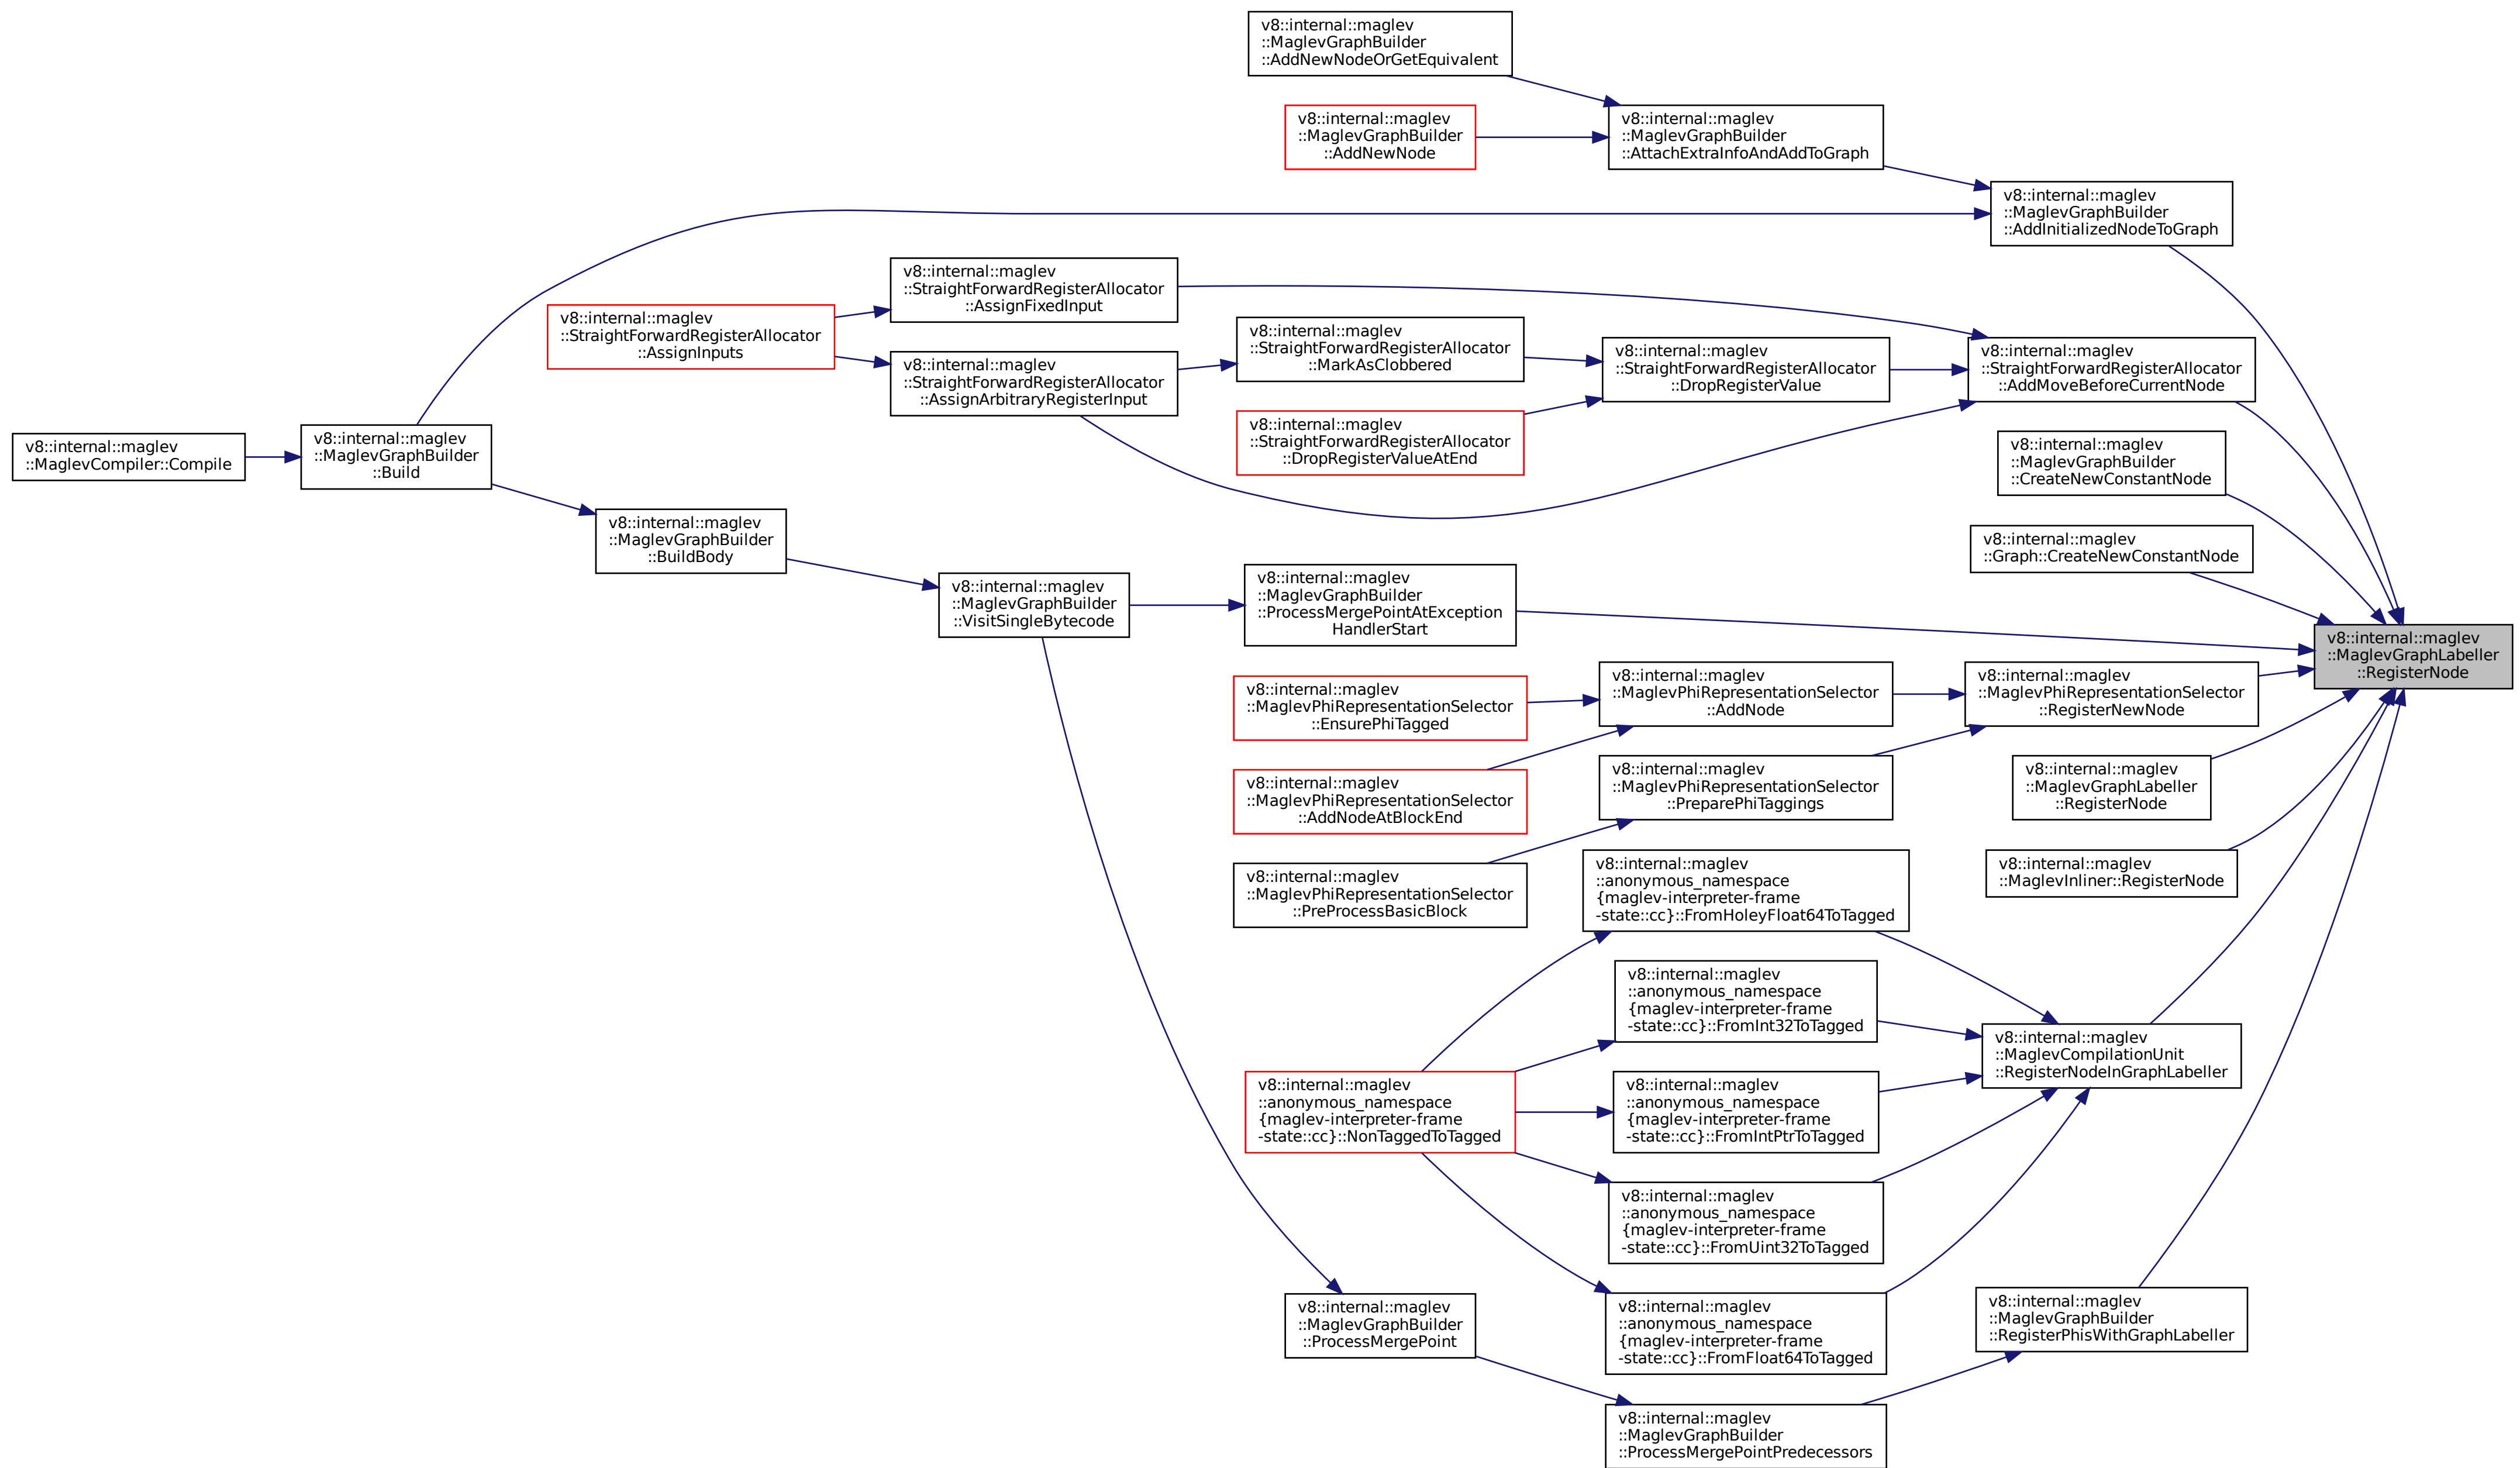 v8::internal::maglev
::MaglevGraphBuilder
::AddNewNodeOrGetEquivalent
v8::internal::maglev
::MaglevGraphBuilder
::AddNewNode
v8::internal::maglev
::MaglevGraphBuilder
::AttachExtraInfoAndAddToGraph
v8::internal::maglev
::MaglevGraphBuilder
::AddInitializedNodeToGraph
v8::internal::maglev
::StraightForwardRegisterAllocator
::AssignFixedInput
v8::internal::maglev
::StraightForwardRegisterAllocator
::AssignInputs
v8::internal::maglev
::StraightForwardRegisterAllocator
::AssignArbitraryRegisterInput
v8::internal::maglev
::StraightForwardRegisterAllocator
::MarkAsClobbered
v8::internal::maglev
::StraightForwardRegisterAllocator
::DropRegisterValue
v8::internal::maglev
::StraightForwardRegisterAllocator
::AddMoveBeforeCurrentNode
v8::internal::maglev
::StraightForwardRegisterAllocator
::DropRegisterValueAtEnd
v8::internal::maglev
::MaglevCompiler::Compile
v8::internal::maglev
::MaglevGraphBuilder
::Build
v8::internal::maglev
::MaglevGraphBuilder
::CreateNewConstantNode
v8::internal::maglev
::MaglevGraphBuilder
::BuildBody
v8::internal::maglev
::Graph::CreateNewConstantNode
v8::internal::maglev
::MaglevGraphBuilder
::VisitSingleBytecode
v8::internal::maglev
::MaglevGraphBuilder
::ProcessMergePointAtException
HandlerStart
v8::internal::maglev
::MaglevGraphLabeller
::RegisterNode
v8::internal::maglev
::MaglevPhiRepresentationSelector
::EnsurePhiTagged
v8::internal::maglev
::MaglevPhiRepresentationSelector
::AddNode
v8::internal::maglev
::MaglevPhiRepresentationSelector
::RegisterNewNode
v8::internal::maglev
::MaglevPhiRepresentationSelector
::AddNodeAtBlockEnd
v8::internal::maglev
::MaglevPhiRepresentationSelector
::PreparePhiTaggings
v8::internal::maglev
::MaglevGraphLabeller
::RegisterNode
v8::internal::maglev
::MaglevPhiRepresentationSelector
::PreProcessBasicBlock
v8::internal::maglev
::anonymous_namespace
{maglev-interpreter-frame
-state::cc}::FromHoleyFloat64ToTagged
v8::internal::maglev
::MaglevInliner::RegisterNode
v8::internal::maglev
::anonymous_namespace
{maglev-interpreter-frame
-state::cc}::FromInt32ToTagged
v8::internal::maglev
::MaglevCompilationUnit
::RegisterNodeInGraphLabeller
v8::internal::maglev
::anonymous_namespace
{maglev-interpreter-frame
-state::cc}::NonTaggedToTagged
v8::internal::maglev
::anonymous_namespace
{maglev-interpreter-frame
-state::cc}::FromIntPtrToTagged
v8::internal::maglev
::anonymous_namespace
{maglev-interpreter-frame
-state::cc}::FromUint32ToTagged
v8::internal::maglev
::MaglevGraphBuilder
::ProcessMergePoint
v8::internal::maglev
::anonymous_namespace
{maglev-interpreter-frame
-state::cc}::FromFloat64ToTagged
v8::internal::maglev
::MaglevGraphBuilder
::RegisterPhisWithGraphLabeller
v8::internal::maglev
::MaglevGraphBuilder
::ProcessMergePointPredecessors